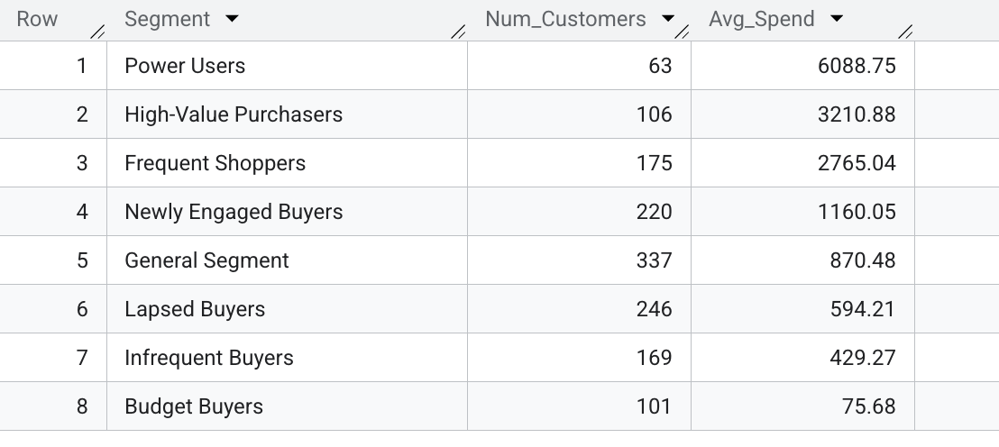 Row Segment Num_Customers Avg_Spend
1 Power Users 63 6088.75
2 High-Value Purchasers 106 3210.88
3 Frequent Shoppers 175 2765.04
4 Newly Engaged Buyers 220 1160.05
5 General Segment 337 870.48
6 Lapsed Buyers 246 594.21
7 Infrequent Buyers 169 429.27
8 Budget Buyers 101 75.68